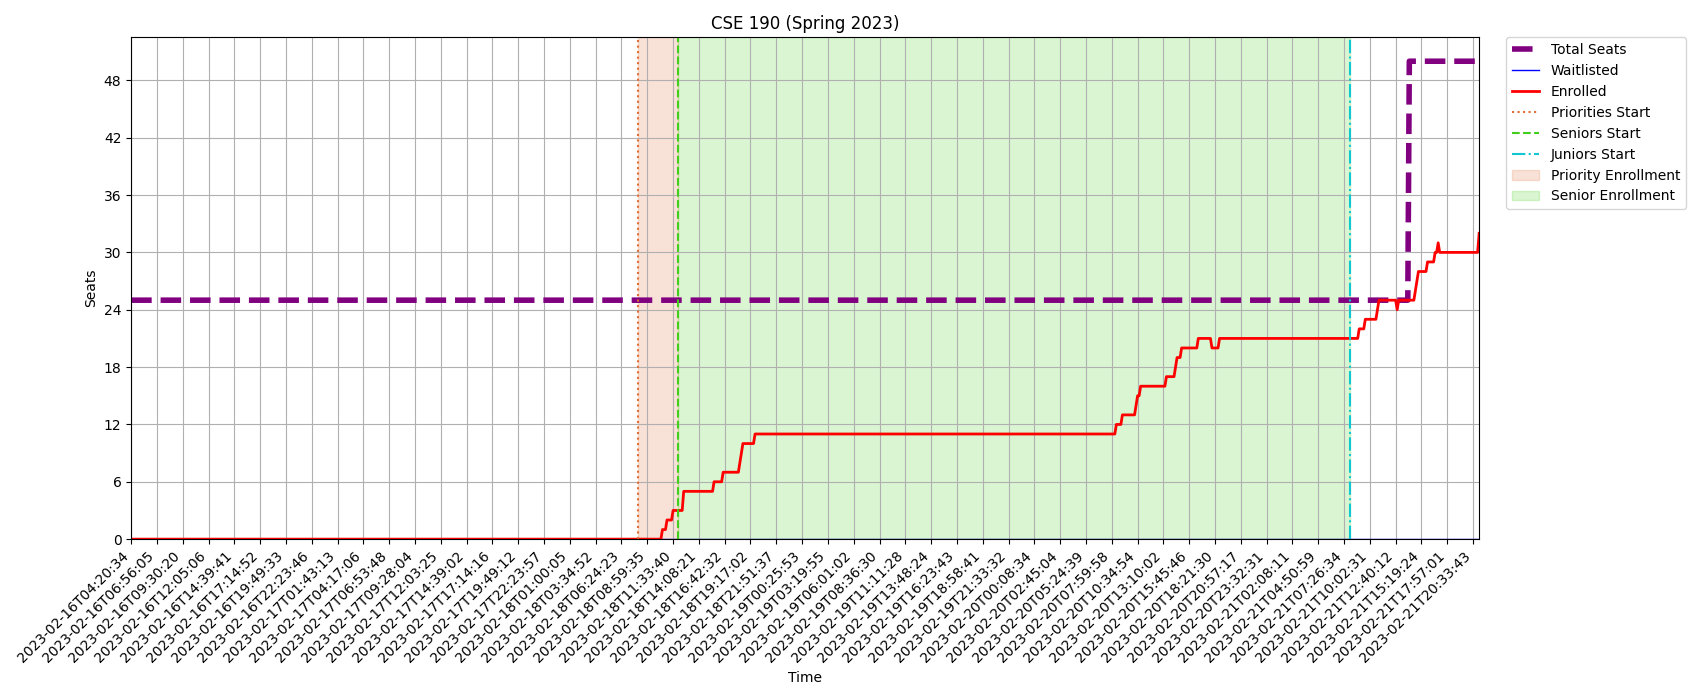 CSE 190 (Spring 2023)
Total Seats
Waitlisted
Enrolled
Priorities Start
Seniors Start
Juniors Start
Priority Enrollment
Senior Enrollment
Seats
48
42
36
30
24
18
12
6
0
2023-02-16T04:20:34
2023-02-16T06:56:05
2023-02-16T09:30:20
2023-02-16T12:05:06
2023-02-16T14:39:41
2023-02-16T17:14:52
2023-02-16T19:49:33
2023-02-16T22:23:46
2023-02-17T01:43:13
2023-02-17T04:17:06
2023-02-17T06:53:48
2023-02-17T09:28:04
2023-02-17T12:03:25
2023-02-17T14:39:02
2023-02-17T17:14:16
2023-02-17T19:49:12
2023-02-17T22:23:57
2023-02-18T01:00:05
2023-02-18T03:34:52
2023-02-18T06:24:23
2023-02-18T08:59:35
2023-02-18T11:33:40
2023-02-18T14:08:21
2023-02-18T16:42:32
2023-02-18T19:17:02
2023-02-18T21:51:37
2023-02-19T00:25:53
2023-02-19T03:19:55
2023-02-19T06:01:02
2023-02-19T08:36:30
2023-02-19T11:11:28
2023-02-19T13:48:24
2023-02-19T16:23:43
2023-02-19T18:58:41
2023-02-19T21:33:32
2023-02-20T00:08:34
2023-02-20T02:45:04
2023-02-20T05:24:39
2023-02-20T07:59:58
2023-02-20T10:34:54
2023-02-20T13:10:02
2023-02-20T15:45:46
2023-02-20T18:21:30
2023-02-20T20:57:17
2023-02-20T23:32:31
2023-02-21T02:08:11
2023-02-21T04:50:59
2023-02-21T07:26:34
2023-02-21T10:02:31
2023-02-21T12:40:12
2023-02-21T15:19:24
2023-02-21T17:57:01
2023-02-21T20:33:43
Time